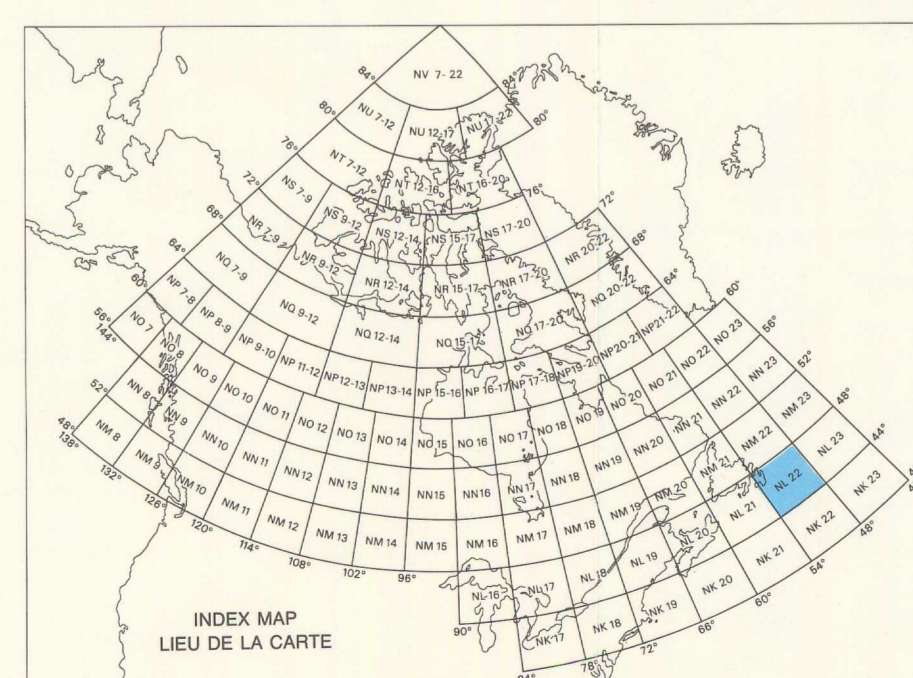 NV 7-22
84°
84°
80°
NU 7-12
NU 12-17
NU 17-22
80°
76°
NT 7-12
NT 12-16
NT 16-20
76°
72°
NS 7-9
NS 9-12
NS 12-14
NS 15-17
NS 17-20
72°
68°
NR 7-9
NR 9-12
NR 12-14
NR 15-17
NR 17-20
NR 20-22
68°
64°
NQ 7-9
NQ 9-12
NQ 12-14
NQ 15-17
NQ 17-20
NQ 20-22
64°
60°
NP 7-8
NP 8-9
NP 9-10
NP 11-12
NP 12-13
NP 13-14
NP 15-16
NP 16-17
NP 17-18
NP 19-20
NP 20-21
NP 21-22
60°
56°
144°
NO 7
NO 8
NO 9
NO 10
NO 11
NO 12
NO 13
NO 14
NO 15
NO 16
NO 17
NO 18
NO 19
NO 20
NO 21
NO 22
NO 23
56°
52°
NN 8
NN 9
NN 10
NN 11
NN 12
NN 13
NN 14
NN 15
NN 16
NN 17
NN 18
NN 19
NN 20
NN 21
NN 22
NN 23
52°
48°
138°
NM 8
NM 9
NM 10
NM 11
NM 12
NM 13
NM 14
NM 15
NM 16
NM 17
NM 18
NM 19
NM 20
NM 21
NM 22
NM 23
48°
132°
126°
120°
114°
108°
102°
96°
NL 16
NL 17
NL 18
NL 19
NL 20
NL 21
NL 22
NL 23
44°
90°
NK 17
NK 18
NK 19
NK 20
NK 21
NK 22
NK 23
84°
78°
72°
66°
60°
54°
48°
INDEX MAP
LIEU DE LA CARTE